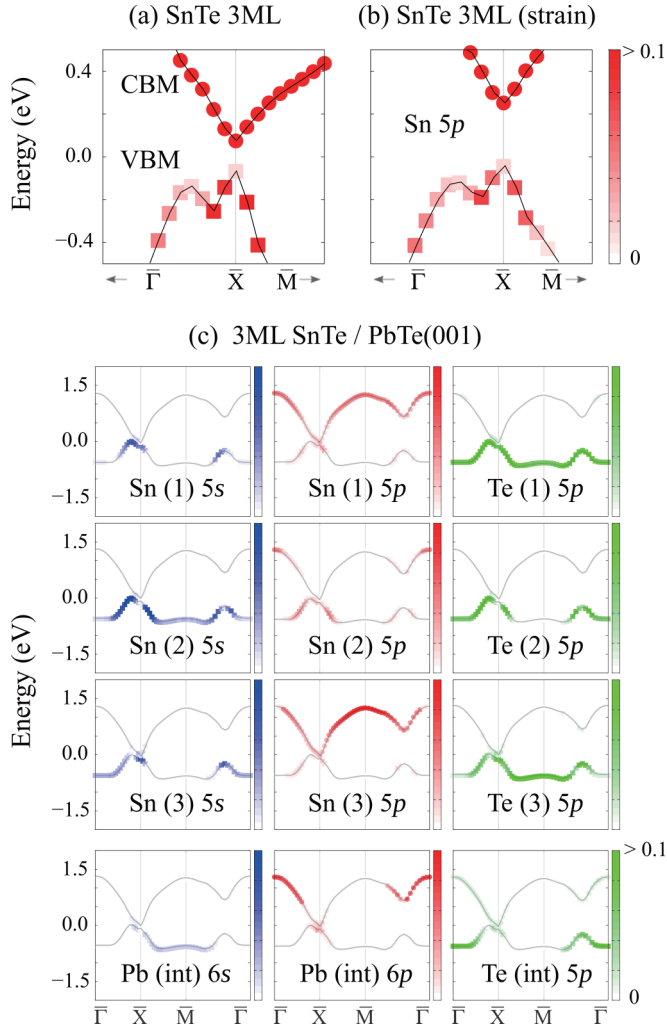 (a) SnTe 3ML
(b) SnTe 3ML (strain)
Energy (eV)
0.4
0.0
−0.4
CBM
VBM
Sn 5p
> 0.1
0
Γ̅ X̅ M̅
Γ̅ X̅ M̅
(c) 3ML SnTe / PbTe(001)
Energy (eV)
1.5
0.0
−1.5
Sn (1) 5s
Sn (1) 5p
Te (1) 5p
1.5
0.0
−1.5
Sn (2) 5s
Sn (2) 5p
Te (2) 5p
1.5
0.0
−1.5
Sn (3) 5s
Sn (3) 5p
Te (3) 5p
1.5
0.0
−1.5
Pb (int) 6s
Pb (int) 6p
Te (int) 5p
> 0.1
0
Γ̅ X̅ M̅ Γ̅
Γ̅ X̅ M̅ Γ̅
Γ̅ X̅ M̅ Γ̅